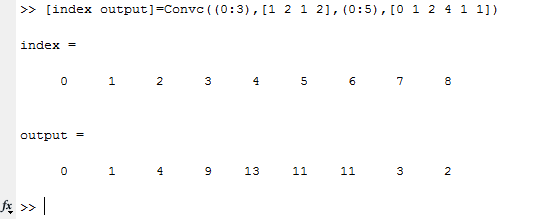 >> [index output]=Convc((0:3),[1 2 1 2],(0:5),[0 1 2 4 1 1])
index =
0 1 2 3 4 5 6 7 8
output =
0 1 4 9 13 11 11 3 2
fx >>